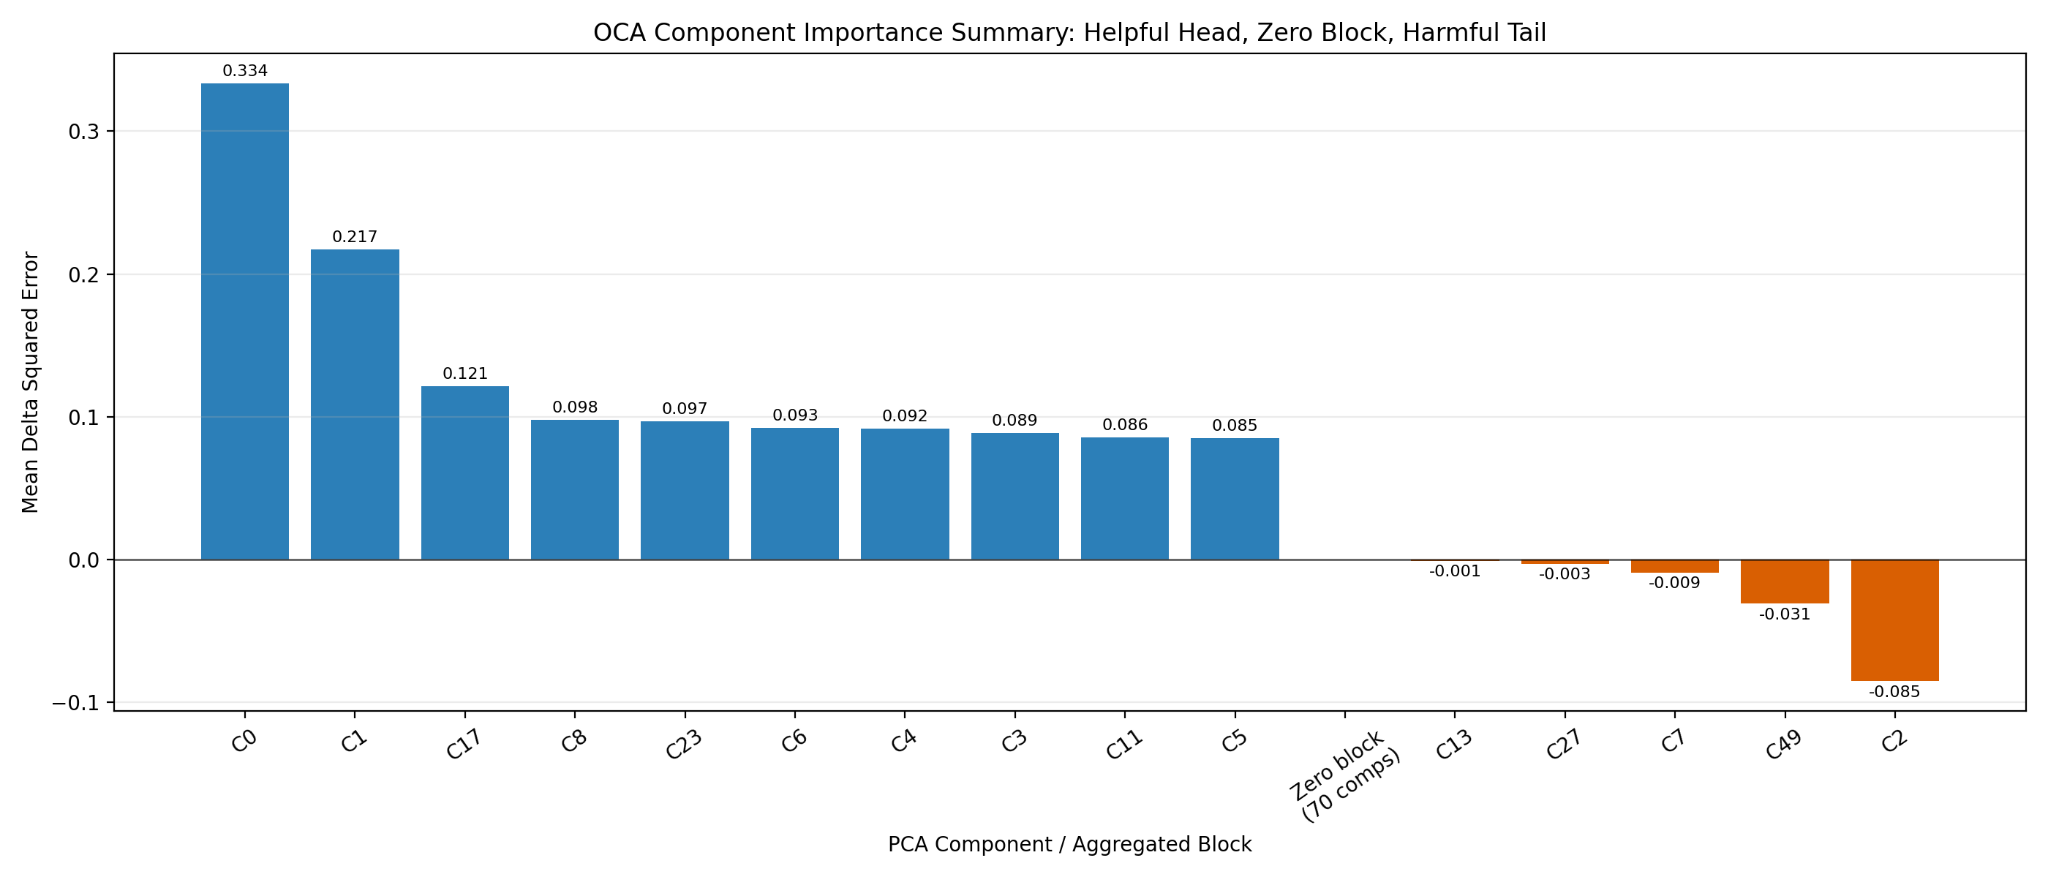 OCA Component Importance Summary: Helpful Head, Zero Block, Harmful Tail
Mean Delta Squared Error
0.3
0.2
0.1
0.0
−0.1
0.334
0.217
0.121
0.098
0.097
0.093
0.092
0.089
0.086
0.085
-0.001
-0.003
-0.009
-0.031
-0.085
C0
C1
C17
C8
C23
C6
C4
C3
C11
C5
Zero block
(70 comps)
C13
C27
C7
C49
C2
PCA Component / Aggregated Block